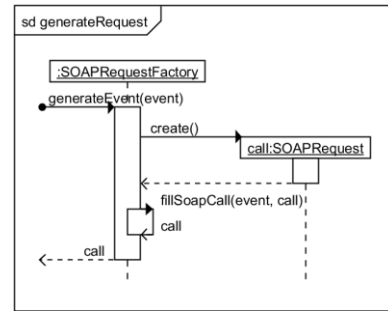 sd generateRequest
:SOAPRequestFactory
generateEvent(event)
create()
call:SOAPRequest
fillSoapCall(event, call)
call
call